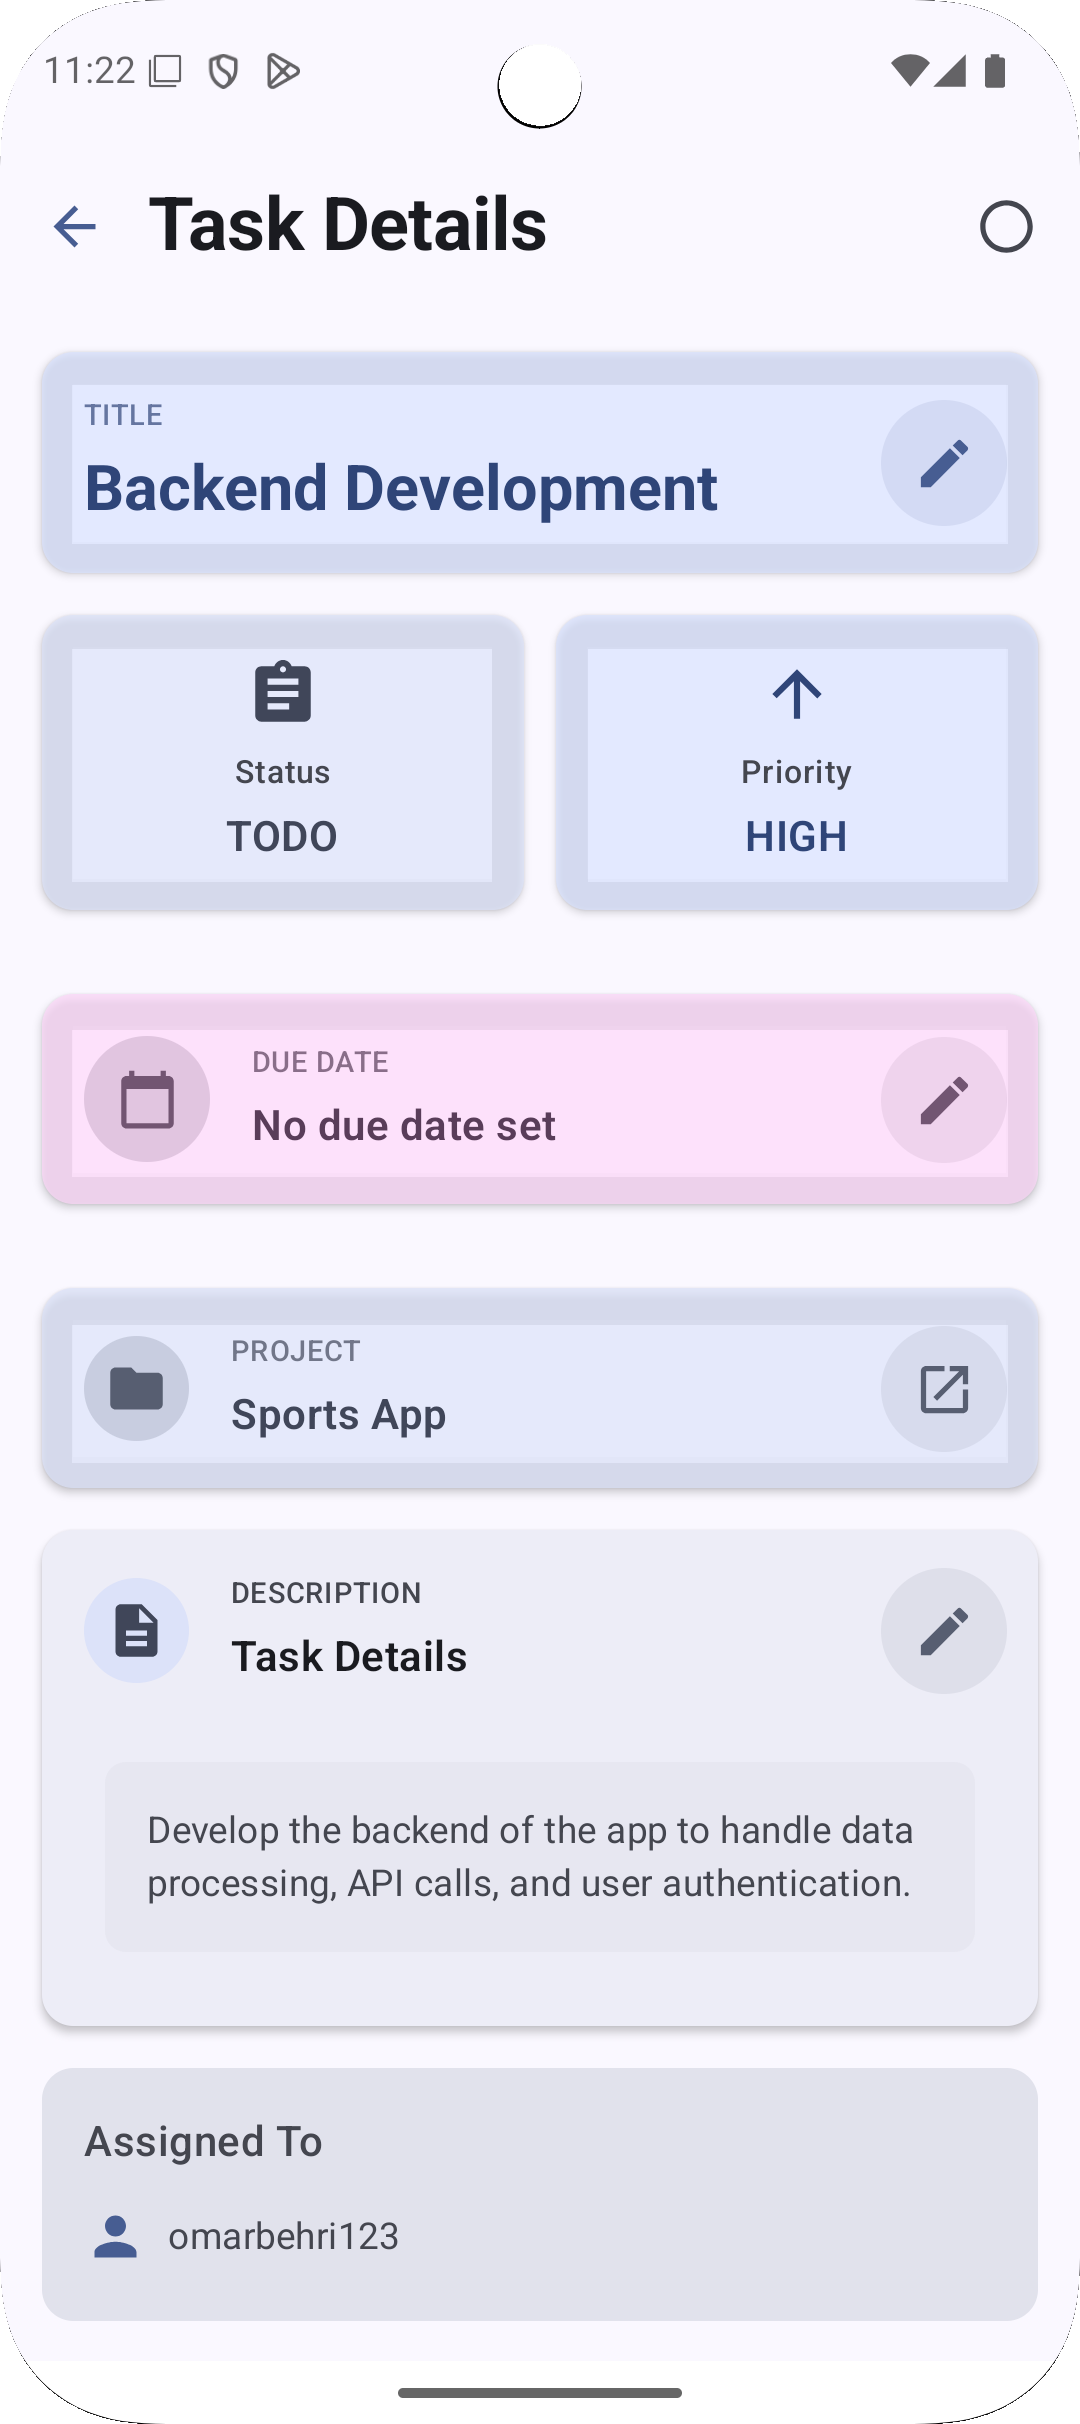 11:22
Task Details
TITLE
Backend Development
Status
TODO
Priority
HIGH
DUE DATE
No due date set
PROJECT
Sports App
DESCRIPTION
Task Details
Develop the backend of the app to handle data
processing, API calls, and user authentication.
Assigned To
omarbehri123